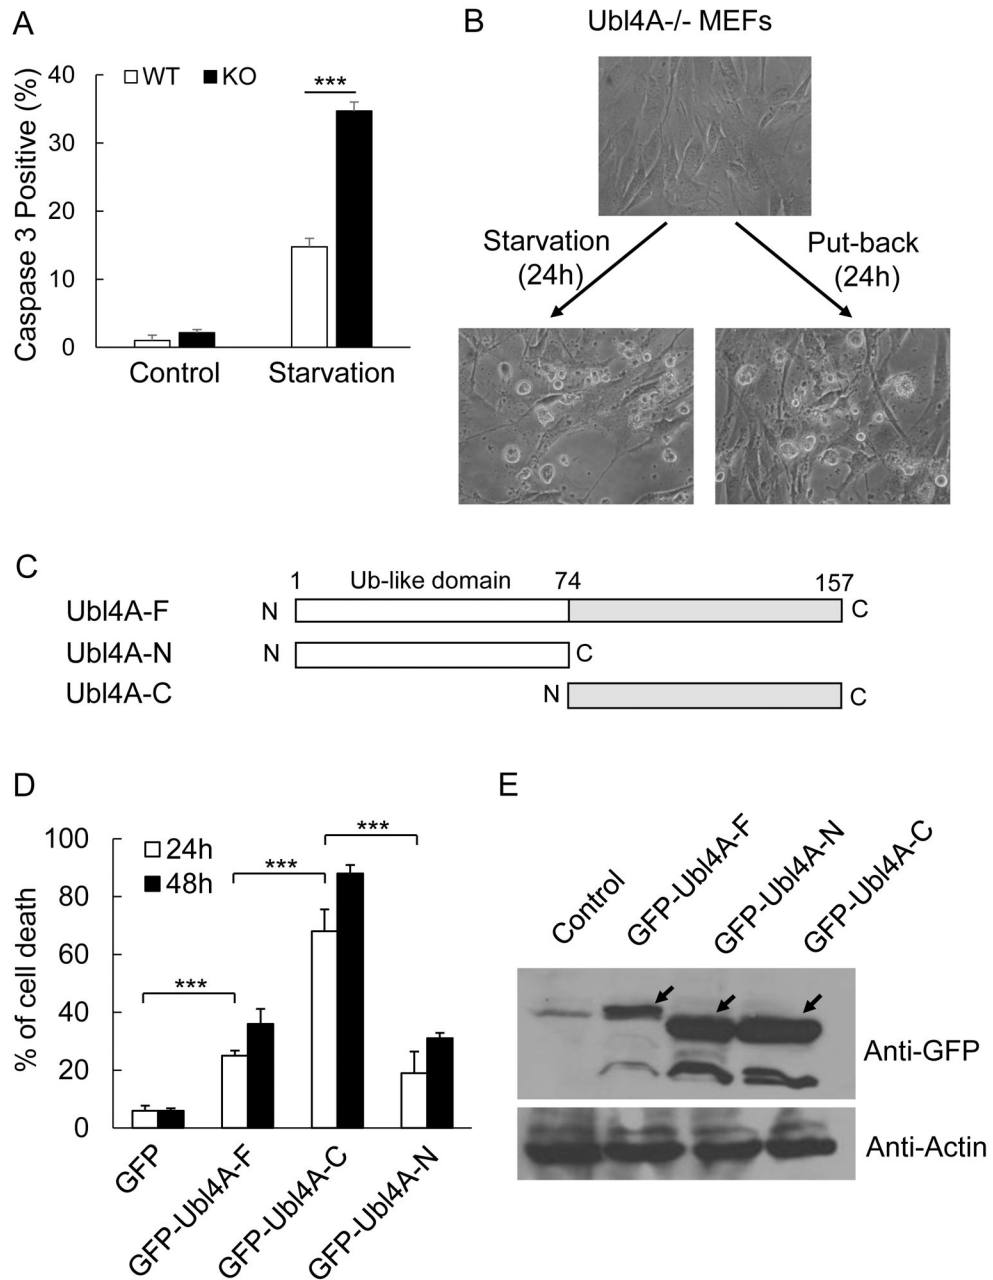 A
WT KO
***
Caspase 3 Positive (%)
40
30
20
10
0
Control Starvation
B
Ubl4A-/- MEFs
Starvation
(24h)
Put-back
(24h)
C
1 Ub-like domain 74 157
Ubl4A-F N C
Ubl4A-N N C
Ubl4A-C N C
D
% of cell death
100
80
60
40
20
0
24h
48h
***
***
***
GFP
GFP-Ubl4A-F
GFP-Ubl4A-C
GFP-Ubl4A-N
E
Control
GFP-Ubl4A-F
GFP-Ubl4A-N
GFP-Ubl4A-C
Anti-GFP
Anti-Actin